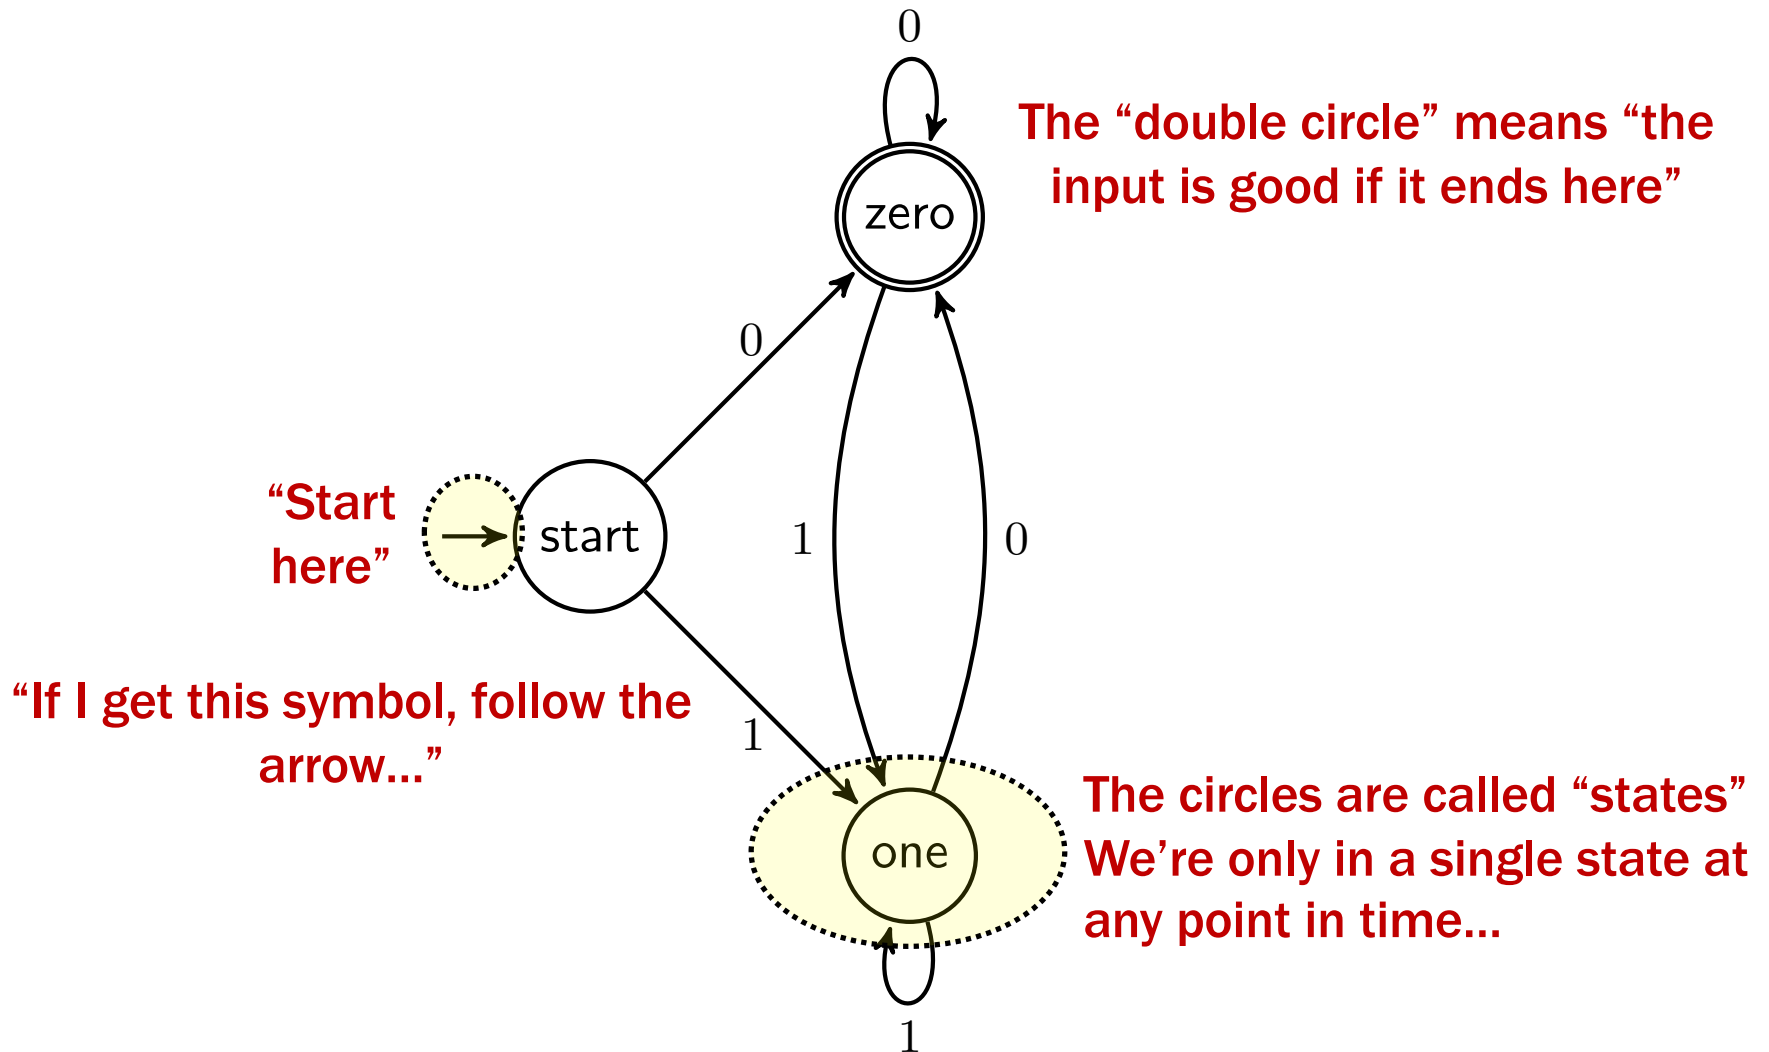 0
The “double circle” means “the
input is good if it ends here”
zero
0
“Start
here”
start
1
0
“If I get this symbol, follow the
arrow…”
1
The circles are called “states”
We’re only in a single state at
any point in time…
one
1